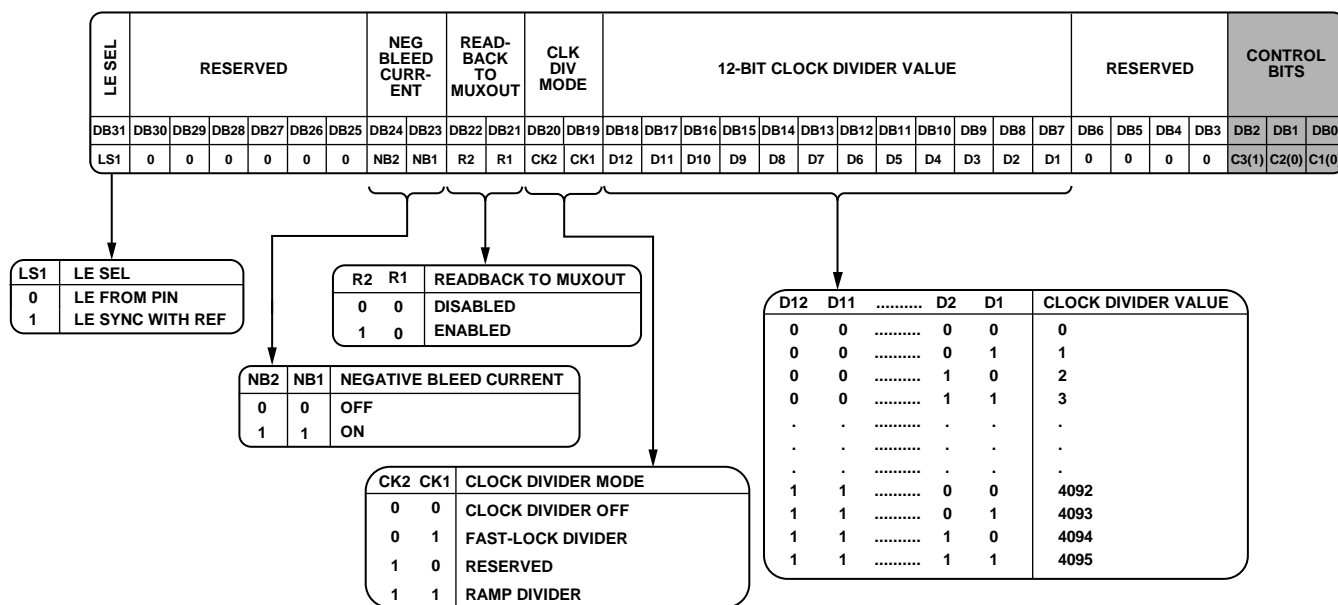 LE SEL
RESERVED
NEG BLEED CURR- ENT
READ- BACK TO MUXOUT
CLK DIV MODE
12-BIT CLOCK DIVIDER VALUE
RESERVED
CONTROL BITS
DB31 DB30 DB29 DB28 DB27 DB26 DB25 DB24 DB23 DB22 DB21 DB20 DB19 DB18 DB17 DB16 DB15 DB14 DB13 DB12 DB11 DB10 DB9 DB8 DB7 DB6 DB5 DB4 DB3 DB2 DB1 DB0
LS1 0 0 0 0 0 0 NB2 NB1 R2 R1 CK2 CK1 D12 D11 D10 D9 D8 D7 D6 D5 D4 D3 D2 D1 0 0 0 0 C3(1) C2(0) C1(0
LS1 LE SEL
0 LE FROM PIN
1 LE SYNC WITH REF
R2 R1 READBACK TO MUXOUT
0 0 DISABLED
1 0 ENABLED
NB2 NB1 NEGATIVE BLEED CURRENT
0 0 OFF
1 1 ON
CK2 CK1 CLOCK DIVIDER MODE
0 0 CLOCK DIVIDER OFF
0 1 FAST-LOCK DIVIDER
1 0 RESERVED
1 1 RAMP DIVIDER
D12 D11 .......... D2 D1 CLOCK DIVIDER VALUE
0 0 .......... 0 0 0
0 0 .......... 0 1 1
0 0 .......... 1 0 2
0 0 .......... 1 1 3
. . .......... . . .
. . .......... . . .
. . .......... . . .
1 1 .......... 0 0 4092
1 1 .......... 0 1 4093
1 1 .......... 1 0 4094
1 1 .......... 1 1 4095